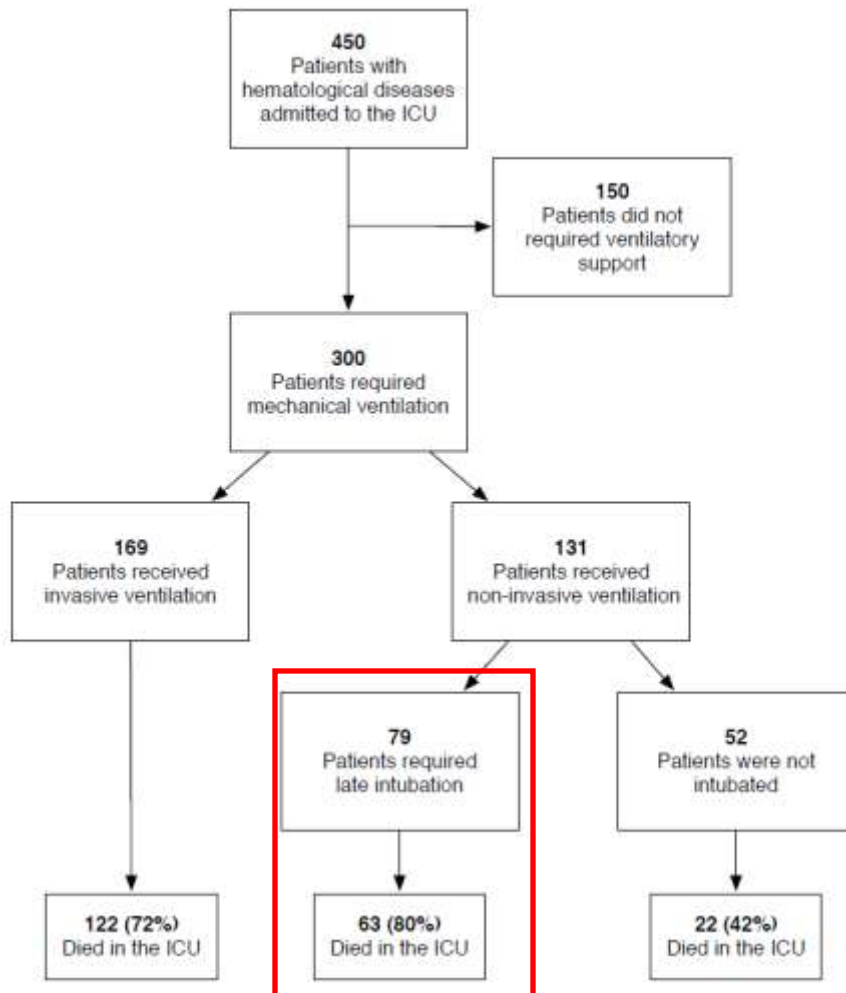 450
Patients with
hematological diseases
admitted to the ICU
150
Patients did not
required ventilatory
support
300
Patients required
mechanical ventilation
169
Patients received
invasive ventilation
131
Patients received
non-invasive ventilation
79
Patients required
late intubation
52
Patients were not
intubated
122 (72%)
Died in the ICU
63 (80%)
Died in the ICU
22 (42%)
Died in the ICU